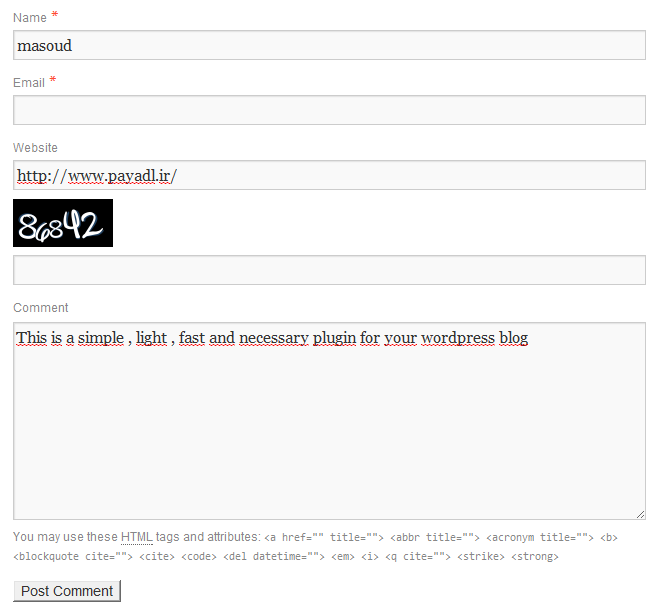 Name *
masoud
Email *
Website
http://www.payadl.ir/
86842
Comment
This is a simple , light , fast and necessary plugin for your wordpress blog
You may use these HTML tags and attributes: <a href="" title=""> <abbr title=""> <acronym title=""> <b>
<blockquote cite=""> <cite> <code> <del datetime=""> <em> <i> <q cite=""> <strike> <strong>
Post Comment